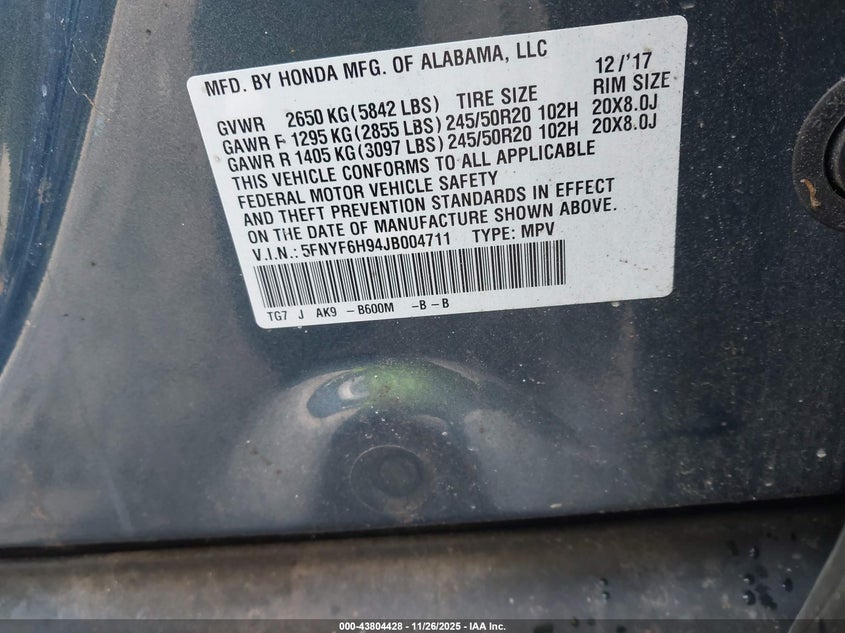 MFD. BY HONDA MFG. OF ALABAMA, LLC 12/'17
GVWR 2650 KG(5842 LBS) TIRE SIZE RIM SIZE
GAWR F 1295 KG(2855 LBS) 245/50R20 102H 20X8.0J
GAWR R 1405 KG(3097 LBS) 245/50R20 102H 20X8.0J
THIS VEHICLE CONFORMS TO ALL APPLICABLE
FEDERAL MOTOR VEHICLE SAFETY
AND THEFT PREVENTION STANDARDS IN EFFECT
ON THE DATE OF MANUFACTURE SHOWN ABOVE.
V.I.N.: 5FNYF6H94JB004711 TYPE: MPV
TG7 J AK9 -B600M -B-B
000-43804428 - 11/26/2025 - IAA Inc.